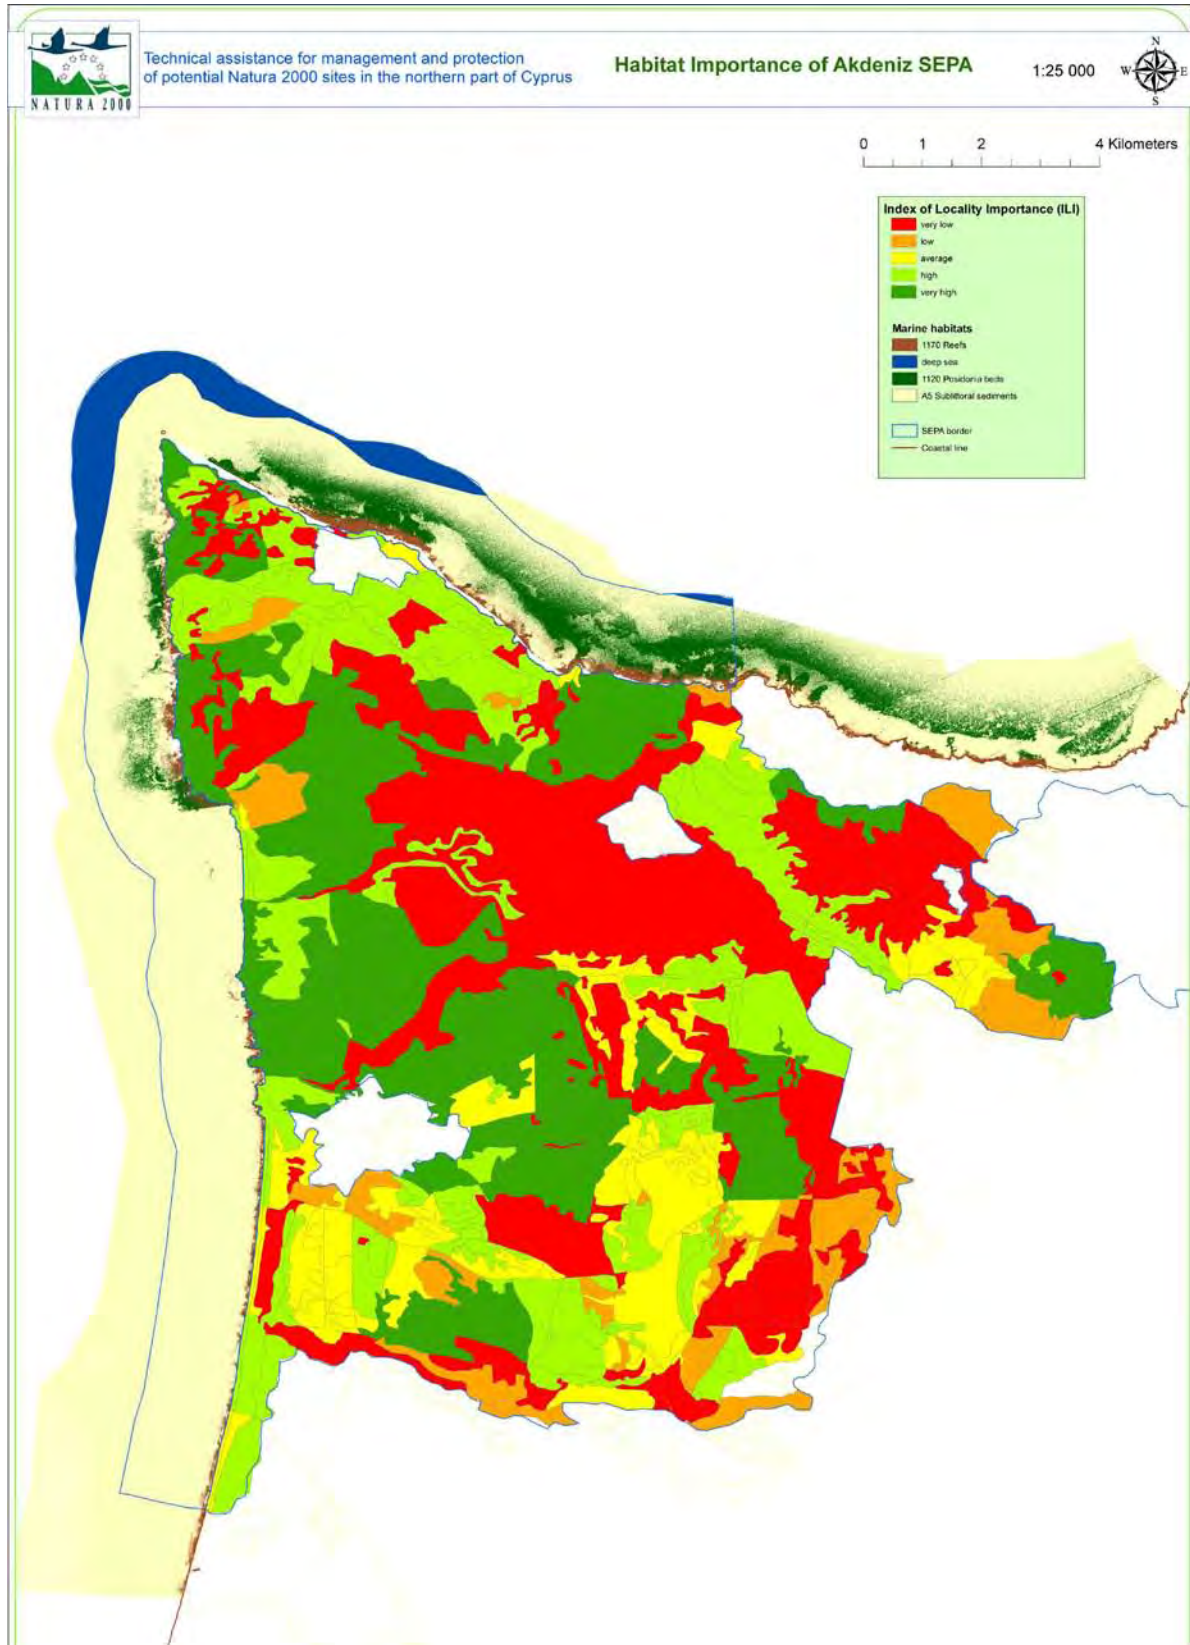 NATURA 2000
Technical assistance for management and protection
of potential Natura 2000 sites in the northern part of Cyprus
Habitat Importance of Akdeniz SEPA
1:25 000
N
W
E
S
0 1 2 4 Kilometers
Index of Locality Importance (ILI)
very low
low
average
high
very high
Marine habitats
1170 Reefs
deep sea
1120 Posidonia beds
A5 Sublittoral sediments
SEPA border
Coastal line